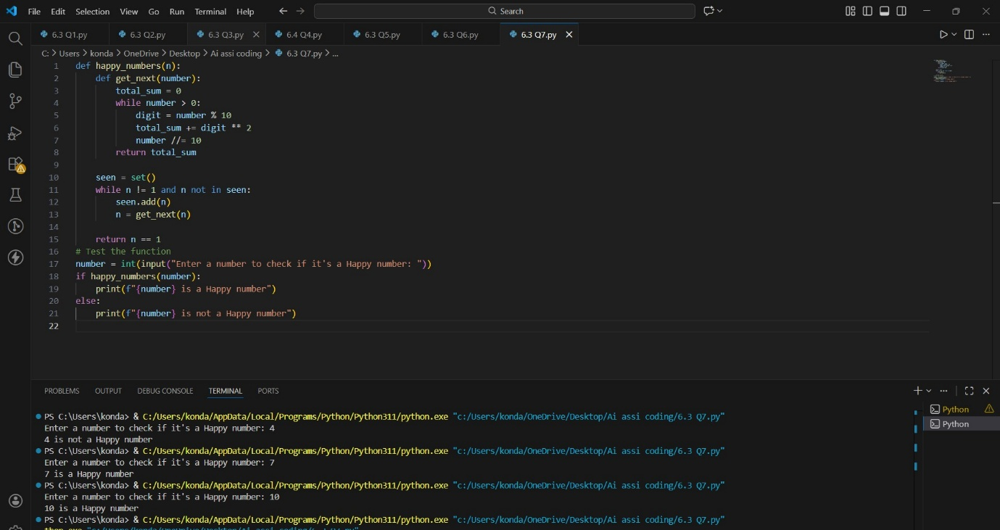 File Edit Selection View Go Run Terminal Help
Search
6.3 Q1.py 6.3 Q2.py 6.3 Q3.py 6.4 Q4.py 6.3 Q5.py 6.3 Q6.py 6.3 Q7.py
C: > Users > konda > OneDrive > Desktop > Ai assi coding > 6.3 Q7.py > ...
1 def happy_numbers(n):
2     def get_next(number):
3         total_sum = 0
4         while number > 0:
5             digit = number % 10
6             total_sum += digit ** 2
7             number //= 10
8         return total_sum
9
10     seen = set()
11     while n != 1 and n not in seen:
12         seen.add(n)
13         n = get_next(n)
14
15     return n == 1
16 # Test the function
17 number = int(input("Enter a number to check if it's a Happy number: "))
18 if happy_numbers(number):
19     print(f"{number} is a Happy number")
20 else:
21     print(f"{number} is not a Happy number")
22
PROBLEMS OUTPUT DEBUG CONSOLE TERMINAL PORTS
PS C:\Users\konda> & C:/Users/konda/AppData/Local/Programs/Python/Python311/python.exe "c:/Users/konda/OneDrive/Desktop/Ai assi coding/6.3 Q7.py"
Enter a number to check if it's a Happy number: 4
4 is not a Happy number
PS C:\Users\konda> & C:/Users/konda/AppData/Local/Programs/Python/Python311/python.exe "c:/Users/konda/OneDrive/Desktop/Ai assi coding/6.3 Q7.py"
Enter a number to check if it's a Happy number: 7
7 is a Happy number
PS C:\Users\konda> & C:/Users/konda/AppData/Local/Programs/Python/Python311/python.exe "c:/Users/konda/OneDrive/Desktop/Ai assi coding/6.3 Q7.py"
Enter a number to check if it's a Happy number: 10
10 is a Happy number
PS C:\Users\konda> & C:/Users/konda/AppData/Local/Programs/Python/Python311/python.exe "c:/Users/konda/OneDrive/Desktop/Ai assi coding/6.3 Q7.py"
Python
Python